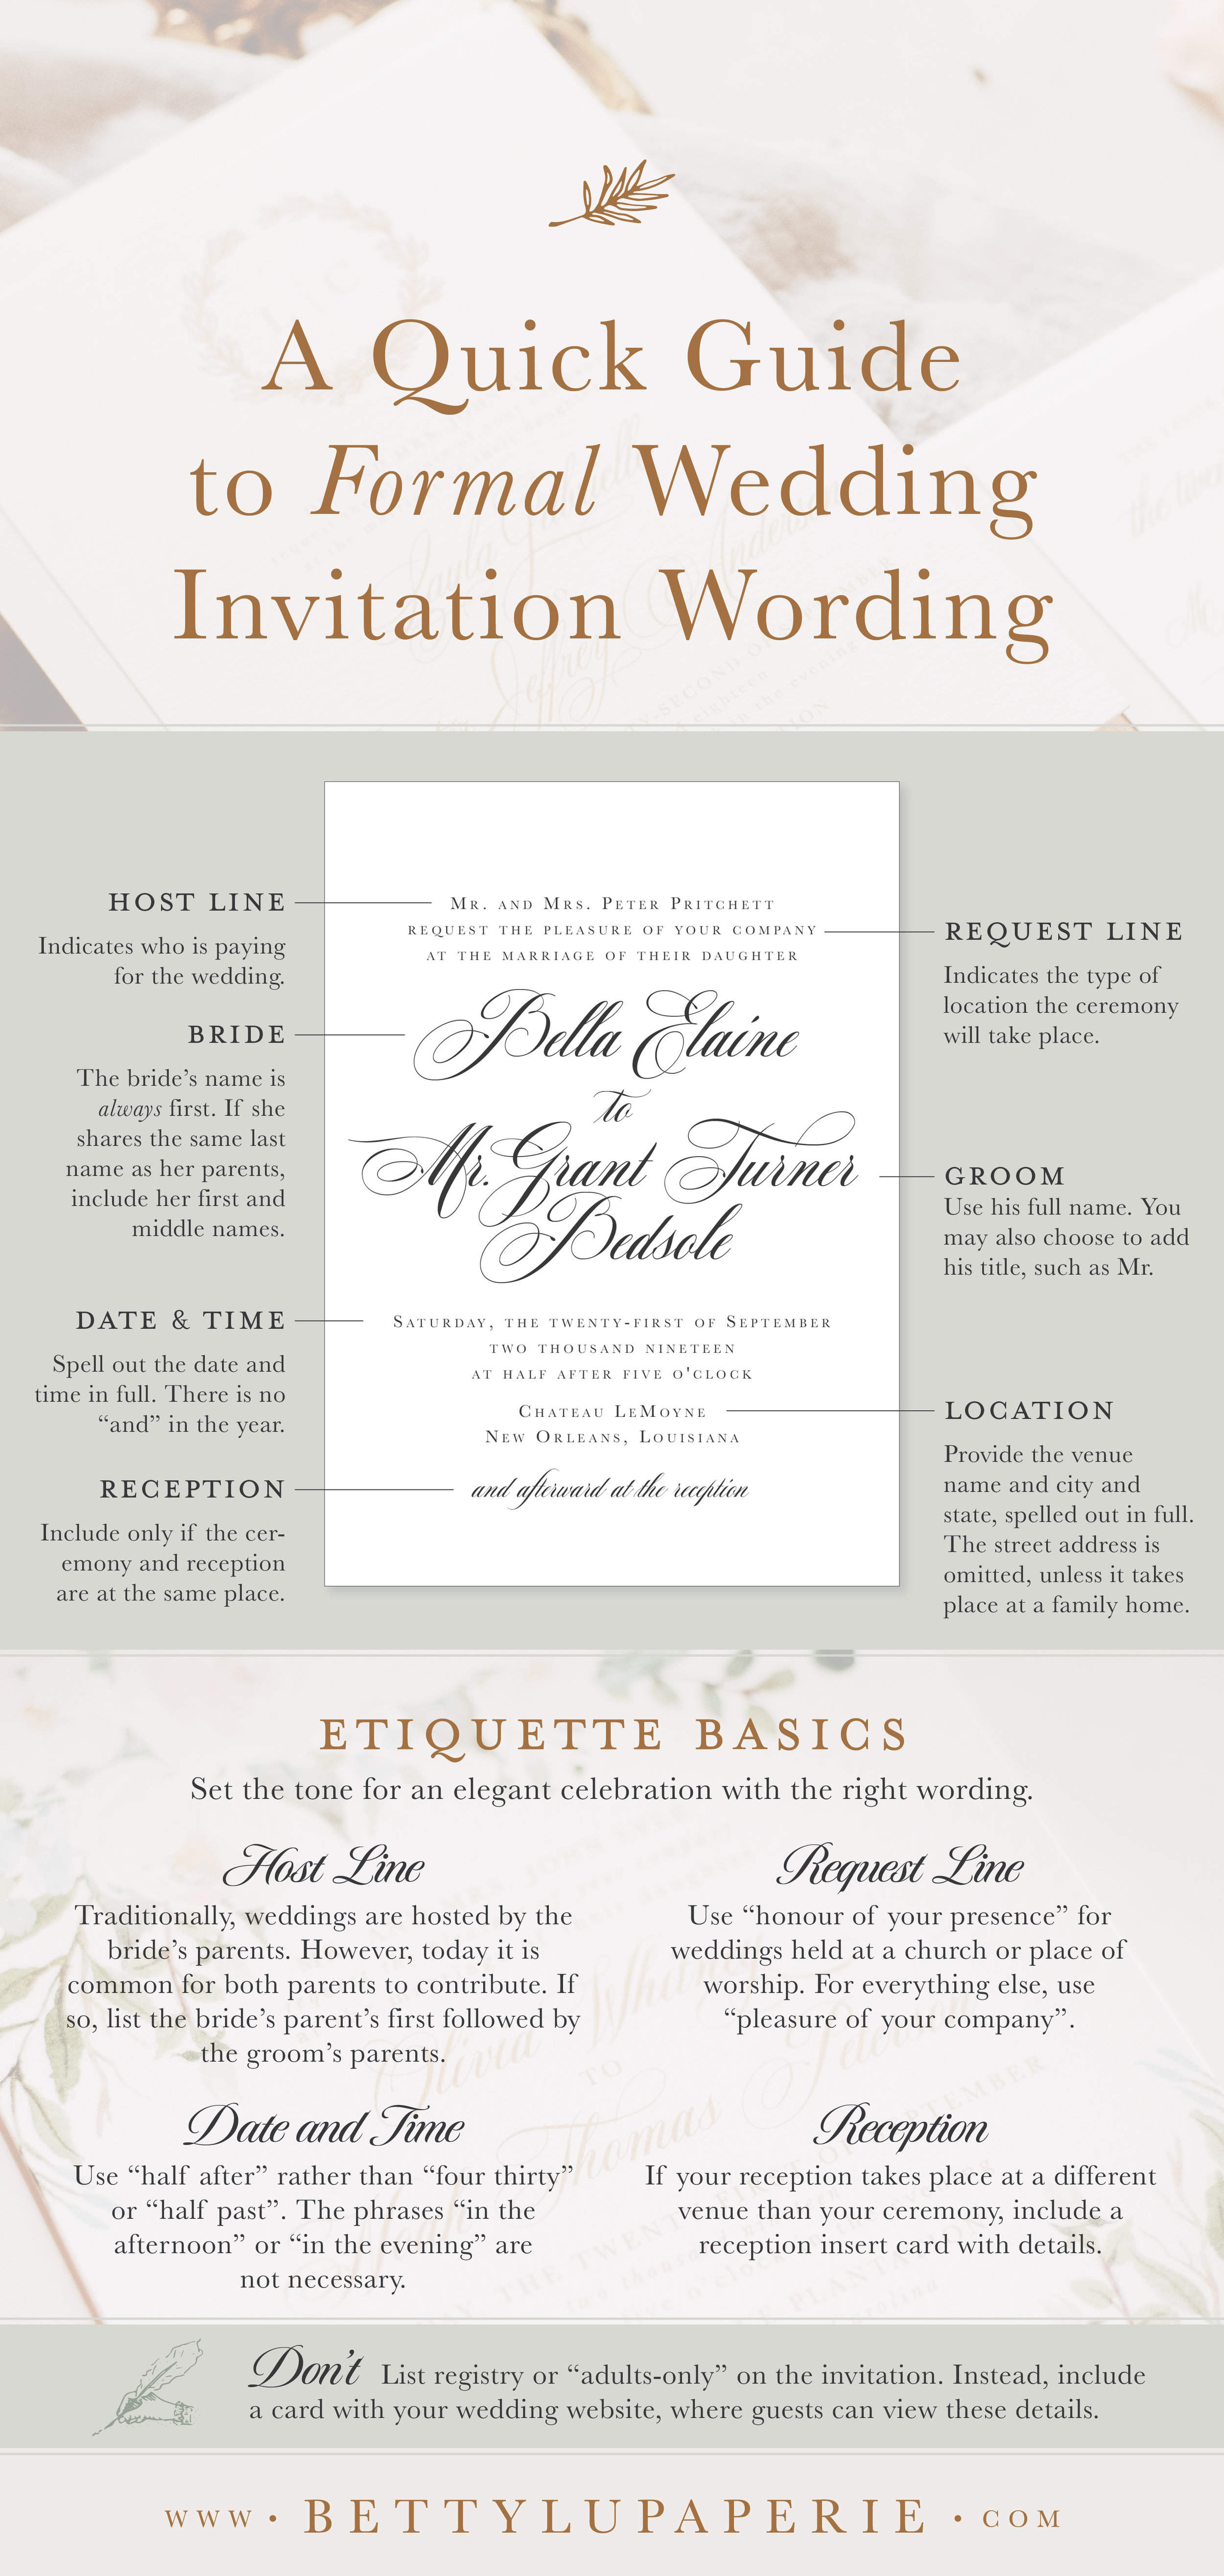 A Quick Guide
to Formal Wedding
Invitation Wording
HOST LINE
Indicates who is paying
for the wedding.
BRIDE
The bride's name is
always first. If she
shares the same last
name as her parents,
include her first and
middle names.
DATE & TIME
Spell out the date and
time in full. There is no
“and” in the year.
RECEPTION
Include only if the cer-
emony and reception
are at the same place.
Mr. and Mrs. Peter Pritchett
request the pleasure of your company
at the marriage of their daughter
Bella Elaine
to
Mr. Grant Turner
Bedsole
Saturday, the twenty-first of September
two thousand nineteen
at half after five o'clock
Chateau LeMoyne
New Orleans, Louisiana
and afterward at the reception
REQUEST LINE
Indicates the type of
location the ceremony
will take place.
GROOM
Use his full name. You
may also choose to add
his title, such as Mr.
LOCATION
Provide the venue
name and city and
state, spelled out in full.
The street address is
omitted, unless it takes
place at a family home.
ETIQUETTE BASICS
Set the tone for an elegant celebration with the right wording.
Host Line
Traditionally, weddings are hosted by the
bride's parents. However, today it is
common for both parents to contribute. If
so, list the bride's parent's first followed by
the groom's parents.
Request Line
Use “honour of your presence” for
weddings held at a church or place of
worship. For everything else, use
“pleasure of your company”.
Date and Time
Use “half after” rather than “four thirty”
or “half past”. The phrases “in the
afternoon” or “in the evening” are
not necessary.
Reception
If your reception takes place at a different
venue than your ceremony, include a
reception insert card with details.
Don't List registry or “adults-only” on the invitation. Instead, include
a card with your wedding website, where guests can view these details.
WWW • BETTYLUPAPERIE • COM